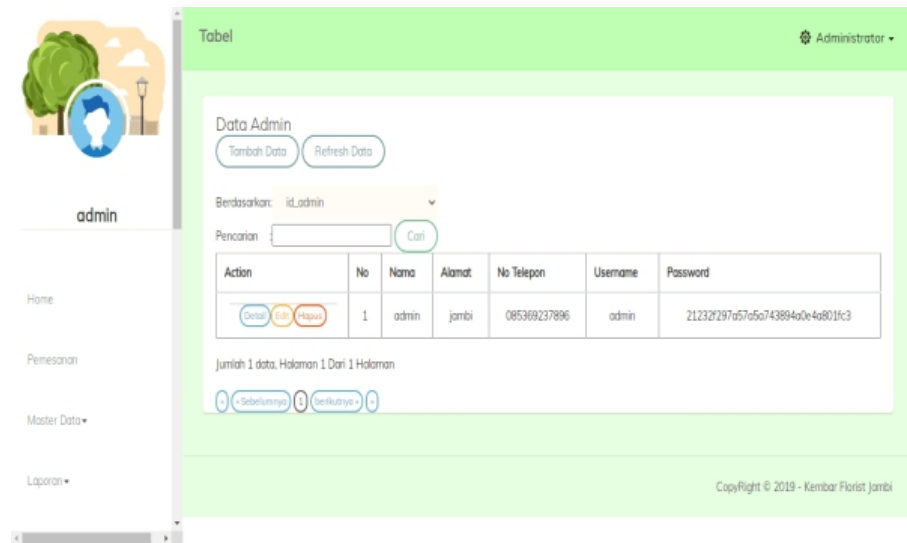 Tabel
Administrator
admin
Home
Pemesanan
Master Data
Laporan
Data Admin
Tambah Data Refresh Data
Berdasarkan: id_admin
Pencarian : Cari
Action No Nama Alamat No Telepon Username Password
Detail Edit Hapus 1 admin jambi 085369237896 admin 21232f297a57a5a743894a0e4a801fc3
Jumlah 1 data, Halaman 1 Dari 1 Halaman
« « Sebelumnya 1 berikutnya » »
CopyRight © 2019 - Kembar Florist Jambi